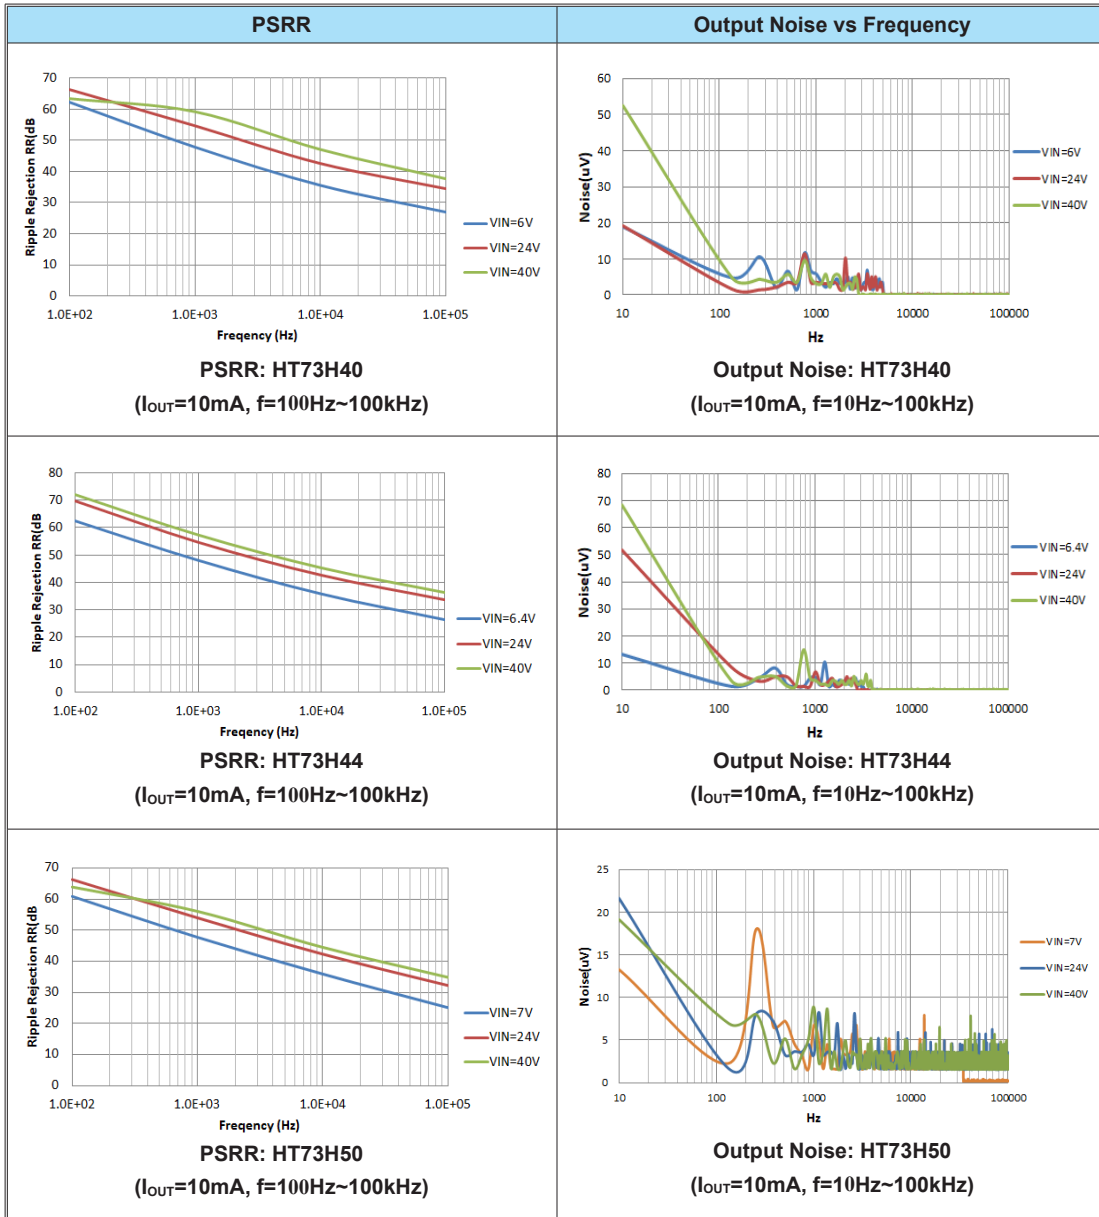 PSRR
Output Noise vs Frequency
Ripple Rejection RR(dB
70
60
50
40
30
20
10
0
1.0E+02
1.0E+03
1.0E+04
1.0E+05
Freqency (Hz)
VIN=6V
VIN=24V
VIN=40V
PSRR: HT73H40
(IOUT=10mA, f=100Hz~100kHz)
Noise(uV)
60
50
40
30
20
10
0
10
100
1000
10000
100000
Hz
VIN=6V
VIN=24V
VIN=40V
Output Noise: HT73H40
(IOUT=10mA, f=10Hz~100kHz)
Ripple Rejection RR(dB
80
70
60
50
40
30
20
10
0
1.0E+02
1.0E+03
1.0E+04
1.0E+05
Freqency (Hz)
VIN=6.4V
VIN=24V
VIN=40V
PSRR: HT73H44
(IOUT=10mA, f=100Hz~100kHz)
Noise(uV)
80
70
60
50
40
30
20
10
0
10
100
1000
10000
100000
Hz
VIN=6.4V
VIN=24V
VIN=40V
Output Noise: HT73H44
(IOUT=10mA, f=10Hz~100kHz)
Ripple Rejection RR(dB
70
60
50
40
30
20
10
0
1.0E+02
1.0E+03
1.0E+04
1.0E+05
Freqency (Hz)
VIN=7V
VIN=24V
VIN=40V
PSRR: HT73H50
(IOUT=10mA, f=100Hz~100kHz)
Noise(uV)
25
20
15
10
5
0
10
100
1000
10000
100000
Hz
VIN=7V
VIN=24V
VIN=40V
Output Noise: HT73H50
(IOUT=10mA, f=10Hz~100kHz)